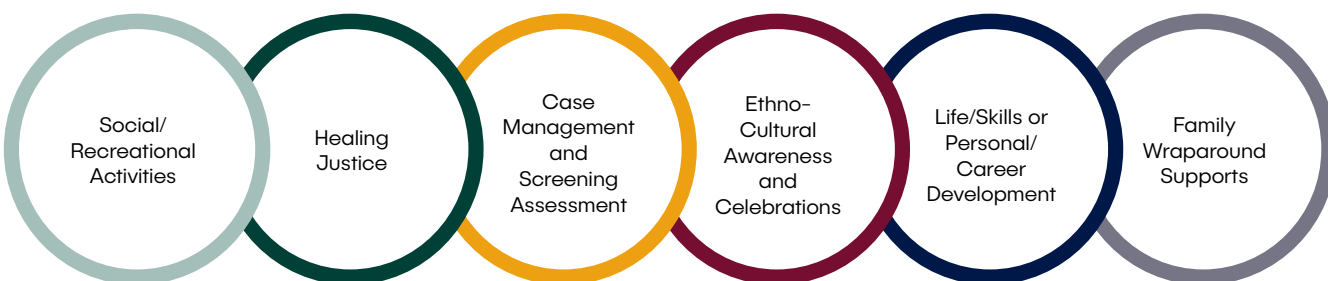 Social/
Recreational
Activities
Healing
Justice
Case
Management
and
Screening
Assessment
Ethno-
Cultural
Awareness
and
Celebrations
Life/Skills or
Personal/
Career
Development
Family
Wraparound
Supports